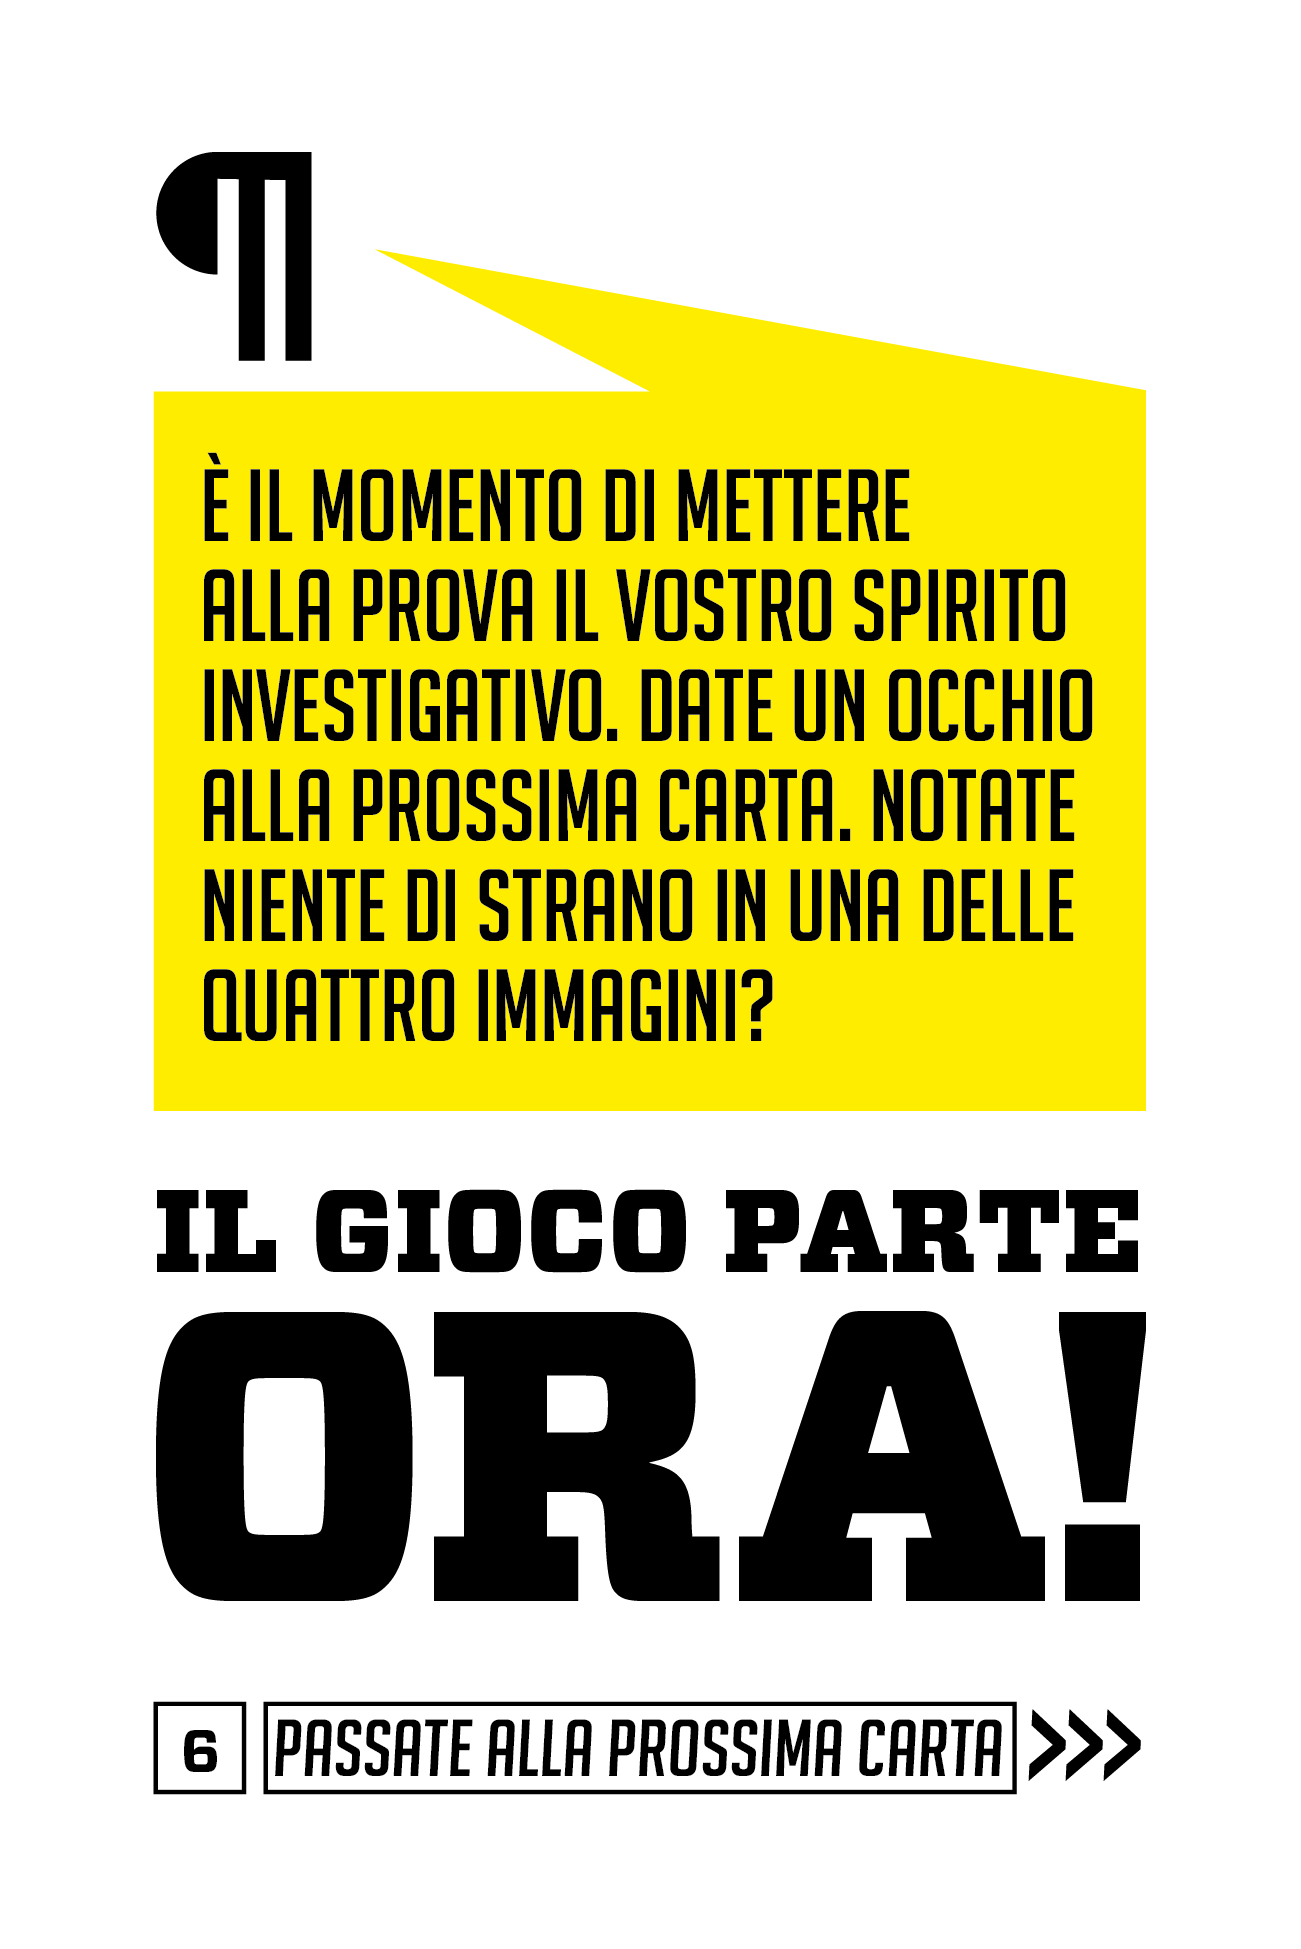 ¶
È IL MOMENTO DI METTERE
ALLA PROVA IL VOSTRO SPIRITO
INVESTIGATIVO. DATE UN OCCHIO
ALLA PROSSIMA CARTA. NOTATE
NIENTE DI STRANO IN UNA DELLE
QUATTRO IMMAGINI?
IL GIOCO PARTE
ORA!
6 PASSATE ALLA PROSSIMA CARTA >>>